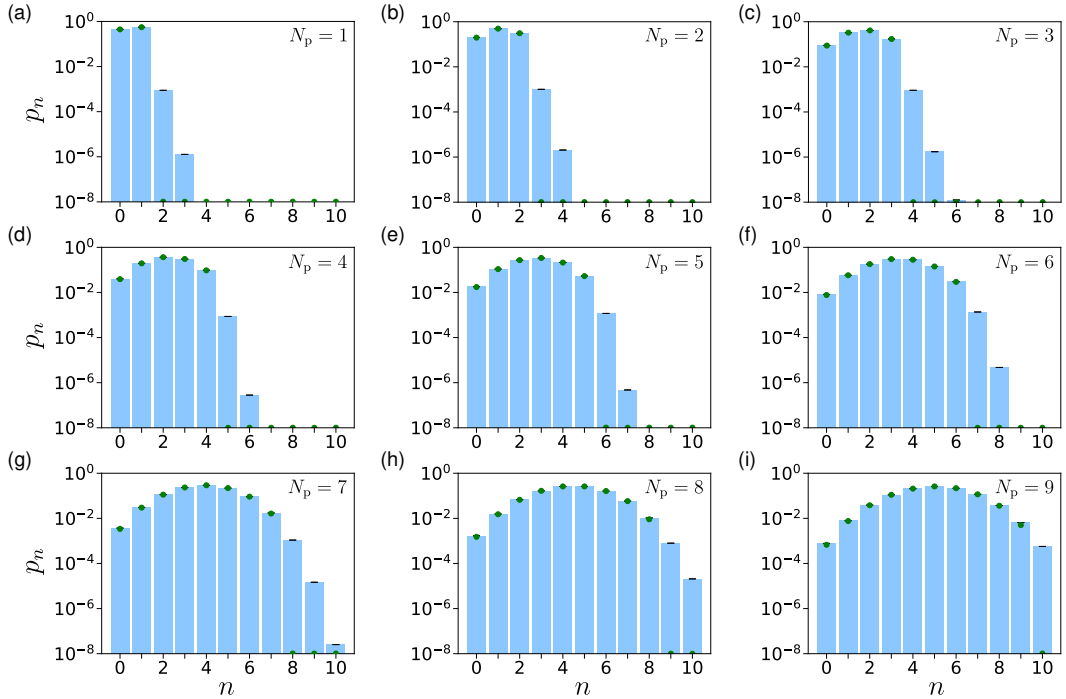 (a)
N_p = 1
p_n
10^0
10^−2
10^−4
10^−6
10^−8
0 2 4 6 8 10
(b)
N_p = 2
10^0
10^−2
10^−4
10^−6
10^−8
0 2 4 6 8 10
(c)
N_p = 3
10^0
10^−2
10^−4
10^−6
10^−8
0 2 4 6 8 10
(d)
N_p = 4
p_n
10^0
10^−2
10^−4
10^−6
10^−8
0 2 4 6 8 10
(e)
N_p = 5
10^0
10^−2
10^−4
10^−6
10^−8
0 2 4 6 8 10
(f)
N_p = 6
10^0
10^−2
10^−4
10^−6
10^−8
0 2 4 6 8 10
(g)
N_p = 7
p_n
10^0
10^−2
10^−4
10^−6
10^−8
0 2 4 6 8 10
n
(h)
N_p = 8
10^0
10^−2
10^−4
10^−6
10^−8
0 2 4 6 8 10
n
(i)
N_p = 9
10^0
10^−2
10^−4
10^−6
10^−8
0 2 4 6 8 10
n